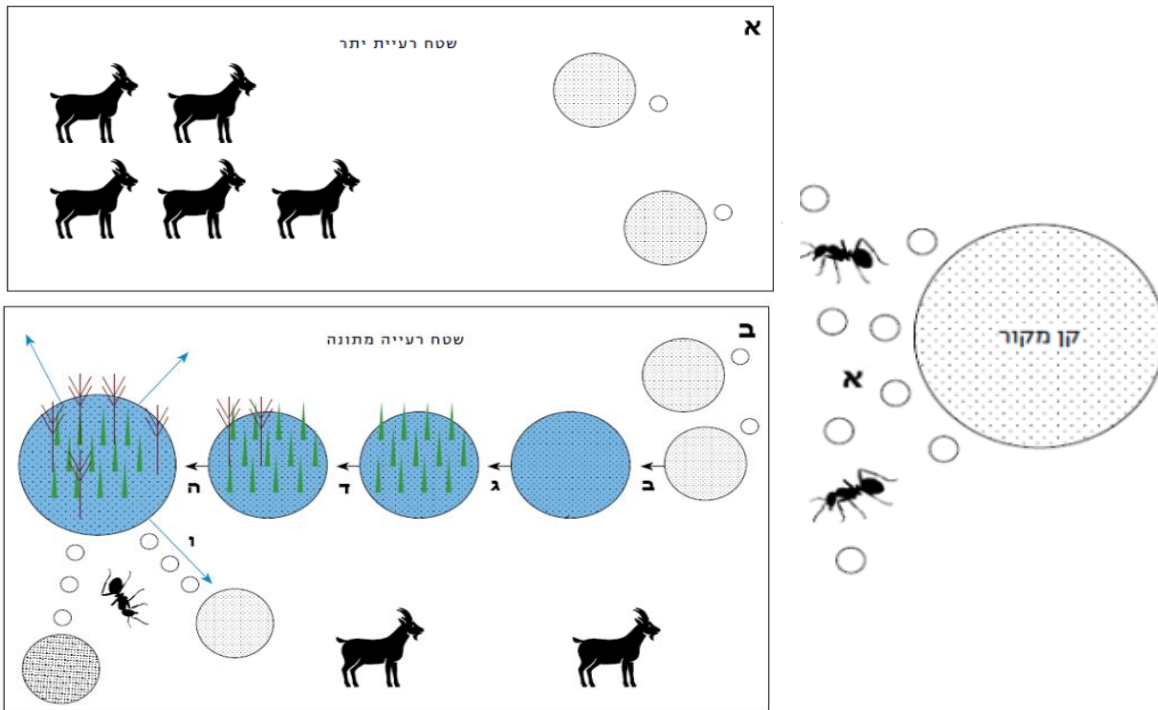 א
שטח רעיית יתר
קן מקור
א
ב
שטח רעייה מתונה
ב
ג
ד
ה
ו